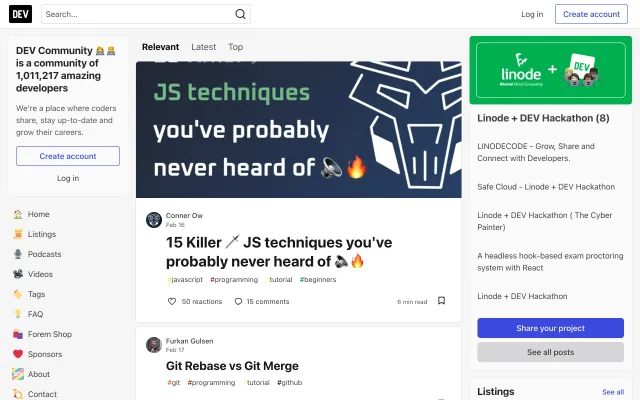 DEV
Search...
Log in
Create account
DEV Community
is a community of
1,011,217 amazing
developers
We're a place where coders
share, stay up-to-date and
grow their careers.
Create account
Log in
Home
Listings
Podcasts
Videos
Tags
FAQ
Forem Shop
Sponsors
About
Contact
Relevant
Latest
Top
JS techniques
you've probably
never heard of
Conner Ow
Feb 16
15 Killer JS techniques you've
probably never heard of
#javascript #programming #tutorial #beginners
50 reactions
15 comments
6 min read
Furkan Gulsen
Feb 17
Git Rebase vs Git Merge
#git #programming #tutorial #github
linode
Akamai Cloud Computing
+
DEV
Linode + DEV Hackathon (8)
LINODECODE - Grow, Share and
Connect with Developers.
Safe Cloud - Linode + DEV Hackathon
Linode + DEV Hackathon ( The Cyber
Painter)
A headless hook-based exam proctoring
system with React
Linode + DEV Hackathon
Share your project
See all posts
Listings
See all